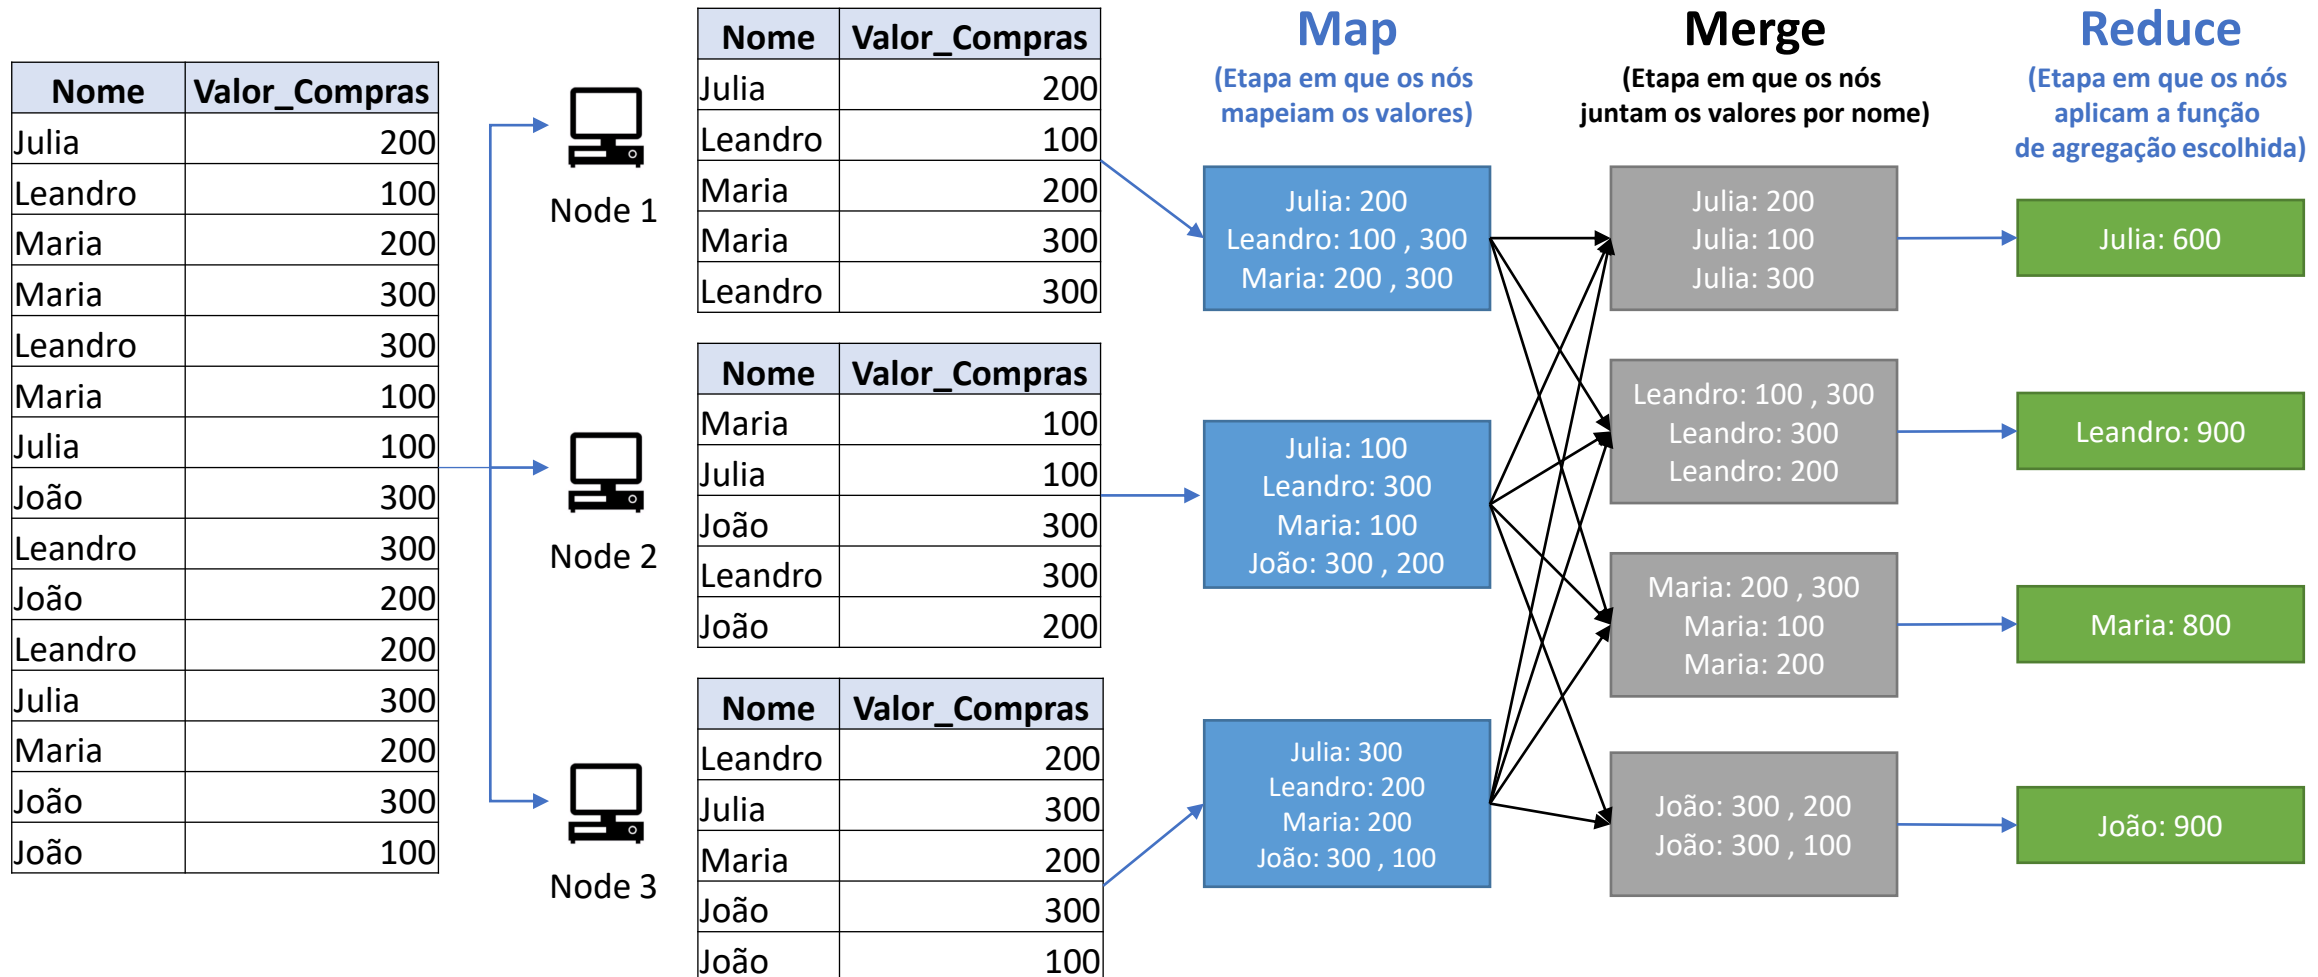 Nome Valor_Compras
Julia 200
Leandro 100
Maria 200
Maria 300
Leandro 300
Maria 100
Julia 100
João 300
Leandro 300
João 200
Leandro 200
Julia 300
Maria 200
João 300
João 100
Node 1
Node 2
Node 3
Nome Valor_Compras
Julia 200
Leandro 100
Maria 200
Maria 300
Leandro 300
Nome Valor_Compras
Maria 100
Julia 100
João 300
Leandro 300
João 200
Nome Valor_Compras
Leandro 200
Julia 300
Maria 200
João 300
João 100
Map
(Etapa em que os nós
mapeiam os valores)
Julia: 200
Leandro: 100 , 300
Maria: 200 , 300
Julia: 100
Leandro: 300
Maria: 100
João: 300 , 200
Julia: 300
Leandro: 200
Maria: 200
João: 300 , 100
Merge
(Etapa em que os nós
juntam os valores por nome)
Julia: 200
Julia: 100
Julia: 300
Leandro: 100 , 300
Leandro: 300
Leandro: 200
Maria: 200 , 300
Maria: 100
Maria: 200
João: 300 , 200
João: 300 , 100
Reduce
(Etapa em que os nós
aplicam a função
de agregação escolhida)
Julia: 600
Leandro: 900
Maria: 800
João: 900